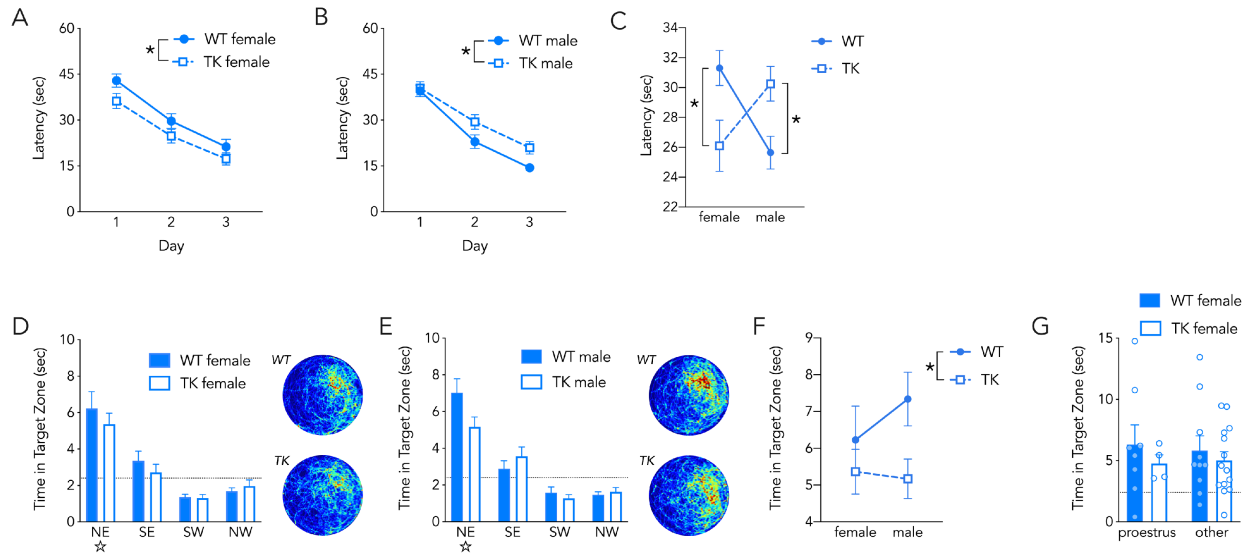 A
60
45
30
15
0
Latency (sec)
1 2 3
Day
* WT female
TK female
B
60
45
30
15
0
Latency (sec)
1 2 3
Day
* WT male
TK male
C
34
32
30
28
26
24
22
Latency (sec)
female male
WT
TK
*
*
D
10
8
6
4
2
0
Time in Target Zone (sec)
NE SE SW NW
☆
WT female
TK female
WT
TK
E
10
8
6
4
2
0
Time in Target Zone (sec)
NE SE SW NW
☆
WT male
TK male
WT
TK
F
9
8
7
6
5
4
Time in Target Zone (sec)
female male
WT
* TK
G
WT female
TK female
15
10
5
0
Time in Target Zone (sec)
proestrus other